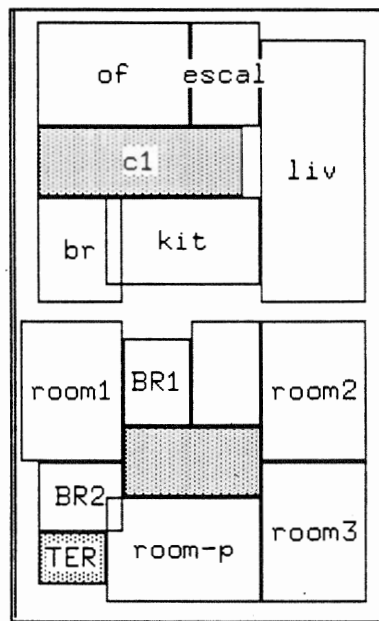 of escal
c1
liv
br kit
room1 BR1 room2
BR2
TER room-p room3